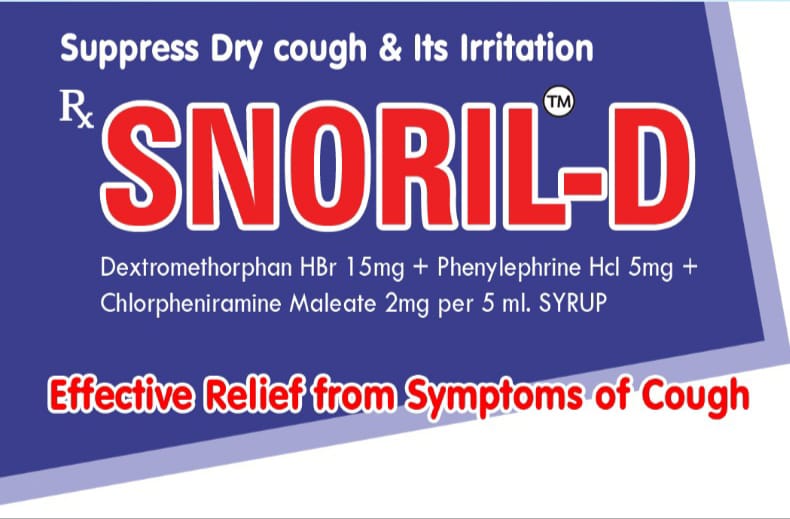 Suppress Dry cough & Its Irritation
Rx SNORIL-D™
Dextromethorphan HBr 15mg + Phenylephrine Hcl 5mg +
Chlorpheniramine Maleate 2mg per 5 ml. SYRUP
Effective Relief from Symptoms of Cough